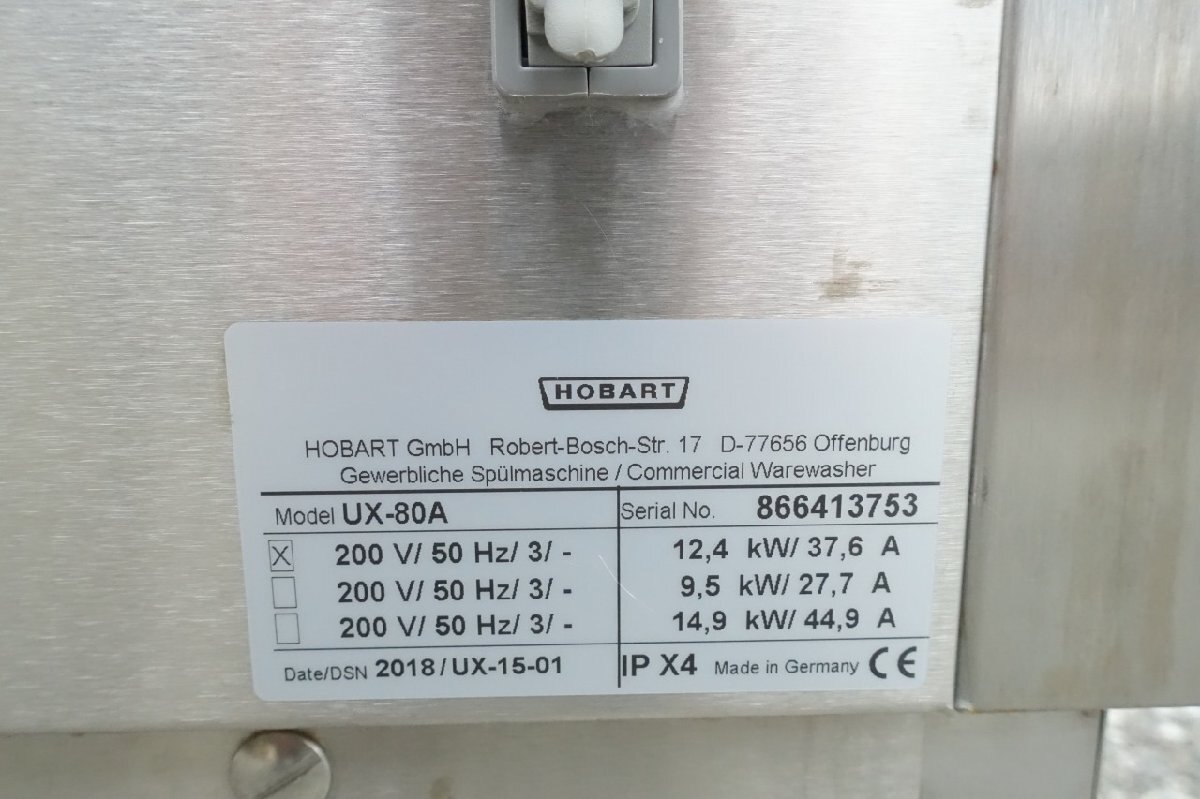 HOBART
HOBART GmbH Robert-Bosch-Str. 17 D-77656 Offenburg
Gewerbliche Spülmaschine / Commercial Warewasher
Model UX-80A Serial No. 866413753
X 200 V/ 50 Hz/ 3/ - 12,4 kW/ 37,6 A
200 V/ 50 Hz/ 3/ - 9,5 kW/ 27,7 A
200 V/ 50 Hz/ 3/ - 14,9 kW/ 44,9 A
Date/DSN 2018 / UX-15-01 IP X4 Made in Germany CE